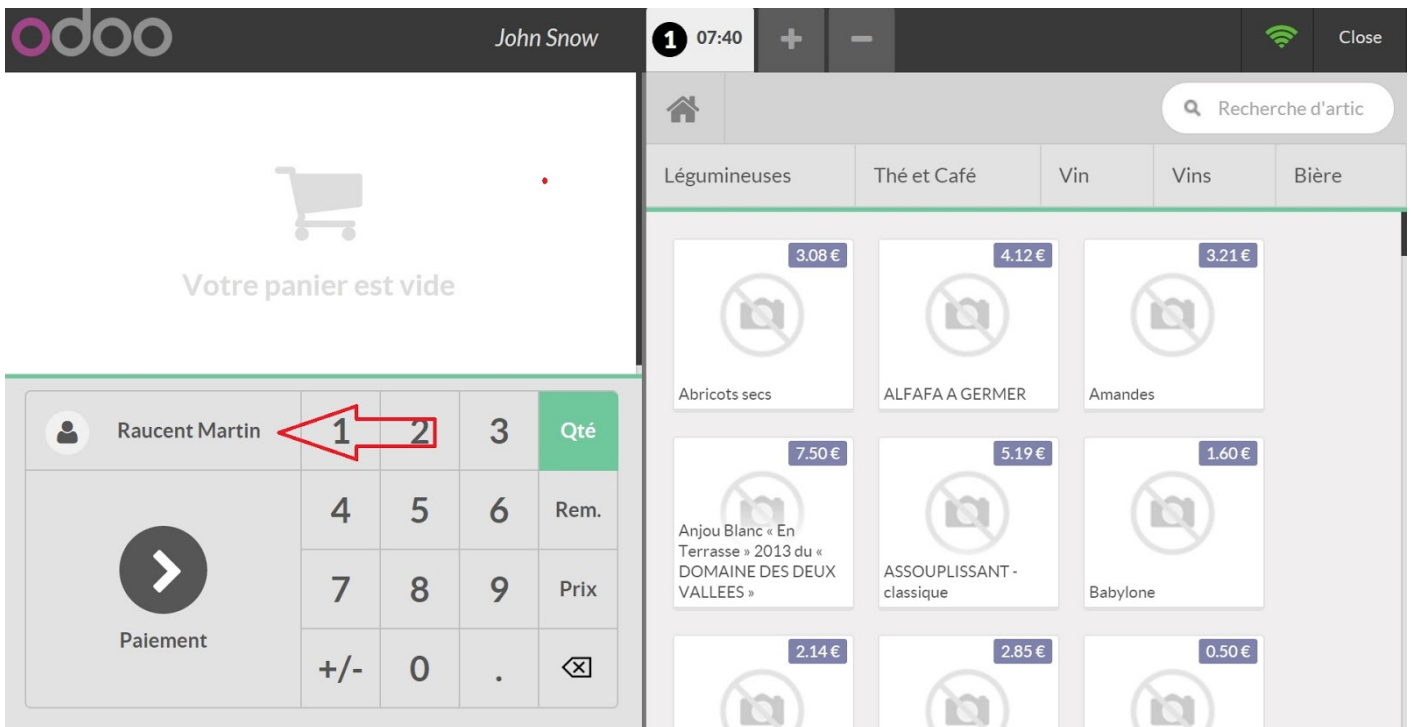 odoo
John Snow
1 07:40
+
-
Close
Recherche d'artic
Légumineuses
Thé et Café
Vin
Vins
Bière
Votre panier est vide
3.08 €
Abricots secs
4.12 €
ALFAFA A GERMER
3.21 €
Amandes
7.50 €
Anjou Blanc « En
Terrasse » 2013 du «
DOMAINE DES DEUX
VALLEES »
5.19 €
ASSOUPLISSANT -
classique
1.60 €
Babylone
2.14 €
2.85 €
0.50 €
Raucent Martin
Paiement
1 2 3 Qté
4 5 6 Rem.
7 8 9 Prix
+/- 0 .